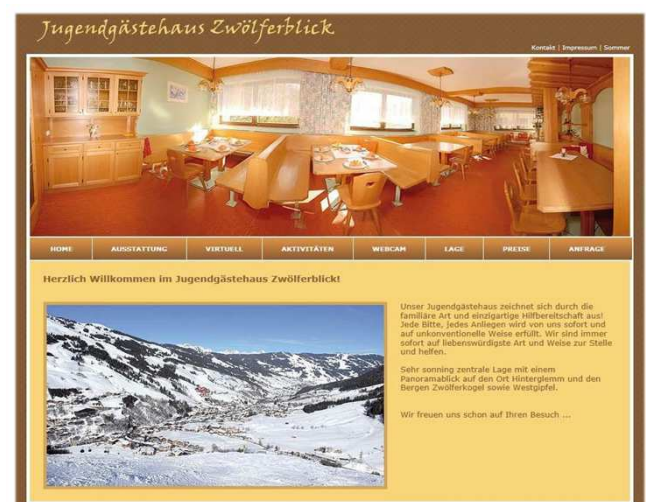 Jugendgästehaus Zwölferblick
Kontakt | Impressum | Sommer
HOME AUSSTATTUNG VIRTUELL AKTIVITÄTEN WEBCAM LAGE PREISE ANFRAGE
Herzlich Willkommen im Jugendgästehaus Zwölferblick!
Unser Jugendgästehaus zeichnet sich durch die
familäre Art und einzigartige Hilfbereitschaft aus!
Jede Bitte, jedes Anliegen wird von uns sofort und
auf unkonventionelle Weise erfüllt. Wir sind immer
sofort auf liebenswürdigste Art und Weise zur Stelle
und helfen.
Sehr sonning zentrale Lage mit einem
Panoramablick auf den Ort Hinterglemm und den
Bergen Zwölferkogel sowie Westgipfel.
Wir freuen uns schon auf Ihren Besuch ...